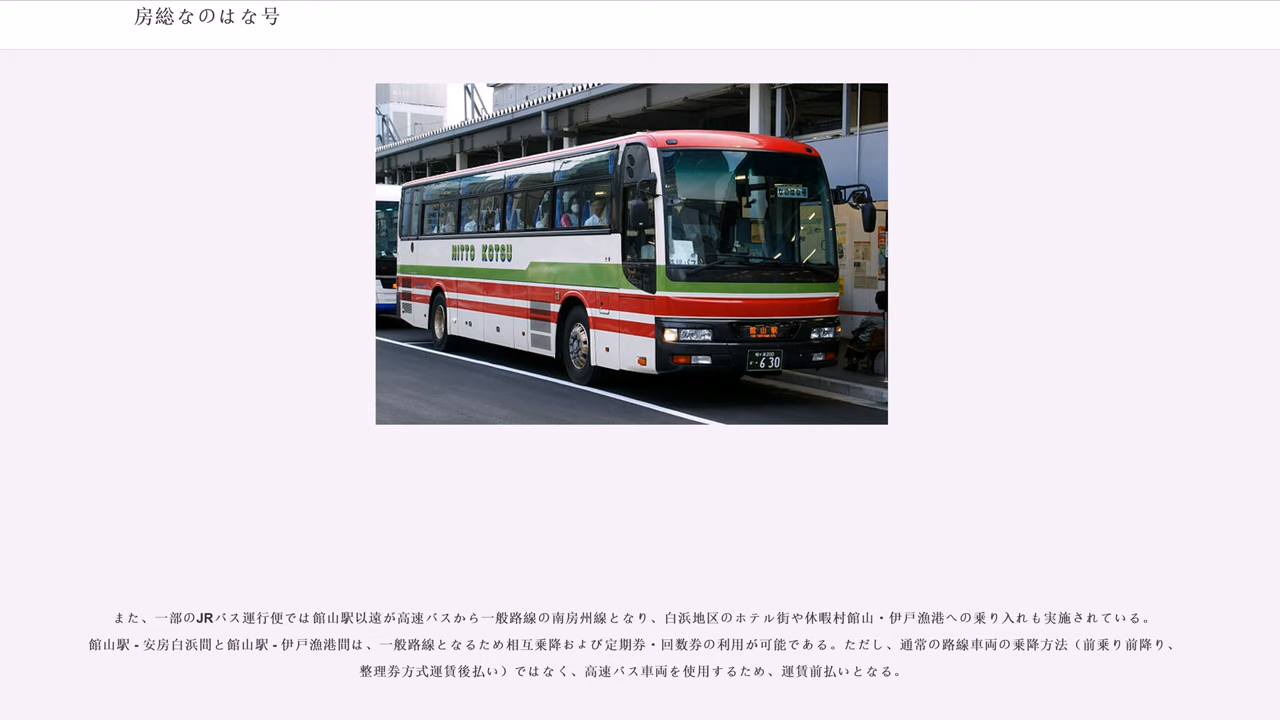 房総なのはな号
NITTO KOTSU
館山駅
630
また、一部のJRバス運行便では館山駅以遠が高速バスから一般路線の南房州線となり、白浜地区のホテル街や休暇村館山・伊戸漁港への乗り入れも実施されている。
館山駅 - 安房白浜間と館山駅 - 伊戸漁港間は、一般路線となるため相互乗降および定期券・回数券の利用が可能である。ただし、通常の路線車両の乗降方法（前乗り前降り、
整理券方式運賃後払い）ではなく、高速バス車両を使用するため、運賃前払いとなる。